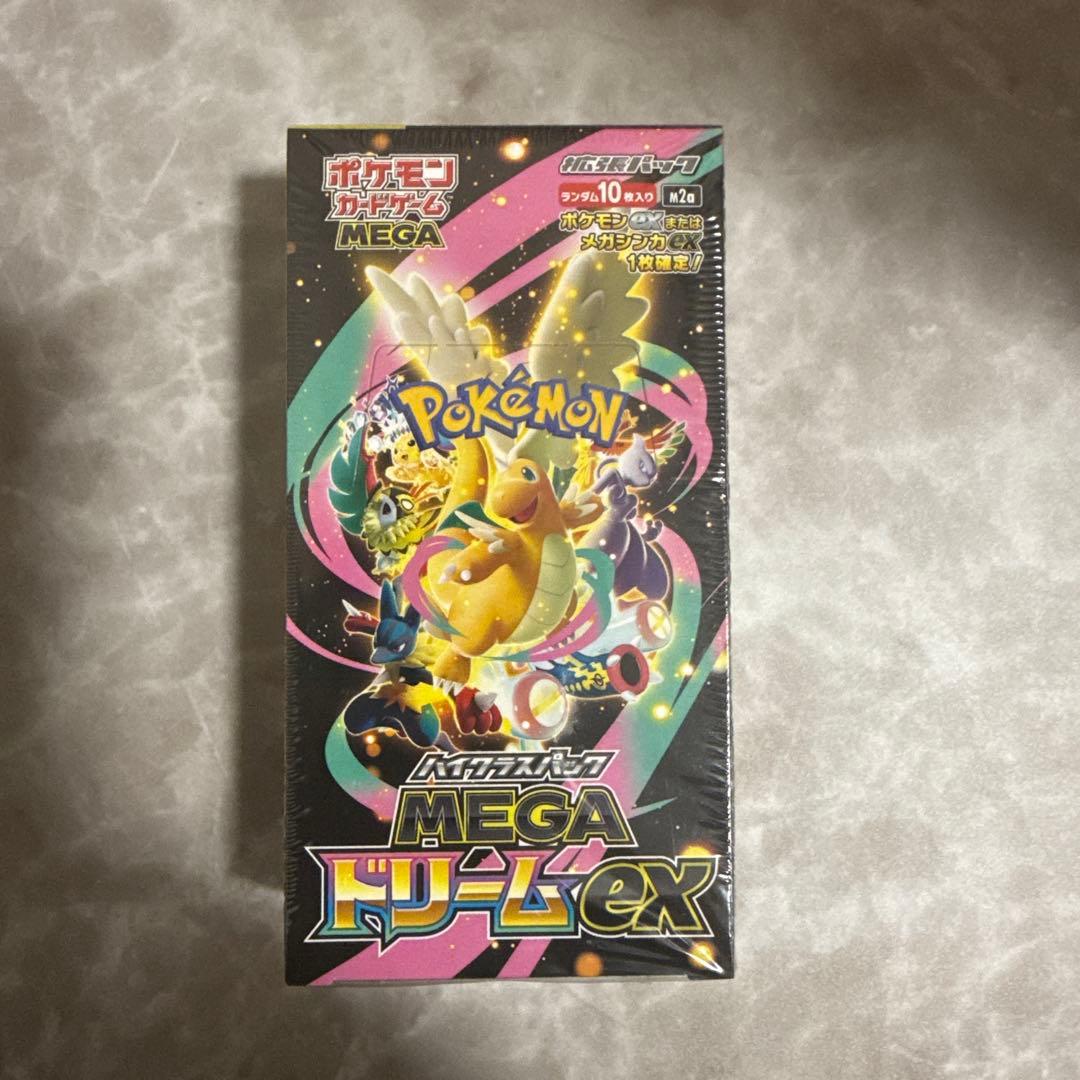 ポケモン
カードゲーム
MEGA
拡張パック
ランダム10枚入り M2a
ポケモンexまたは
メガシンカex
1枚確定!
POKéMON
ハイクラスパック
MEGA
ドリームex